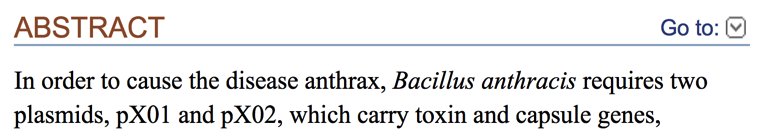 ABSTRACT Go to:
In order to cause the disease anthrax, Bacillus anthracis requires two
plasmids, pX01 and pX02, which carry toxin and capsule genes,